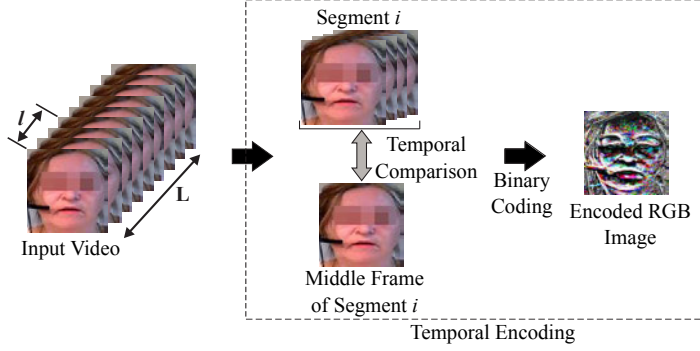 Segment i
l
L
Input Video
Temporal
Comparison
Middle Frame
of Segment i
Binary
Coding
Encoded RGB
Image
Temporal Encoding